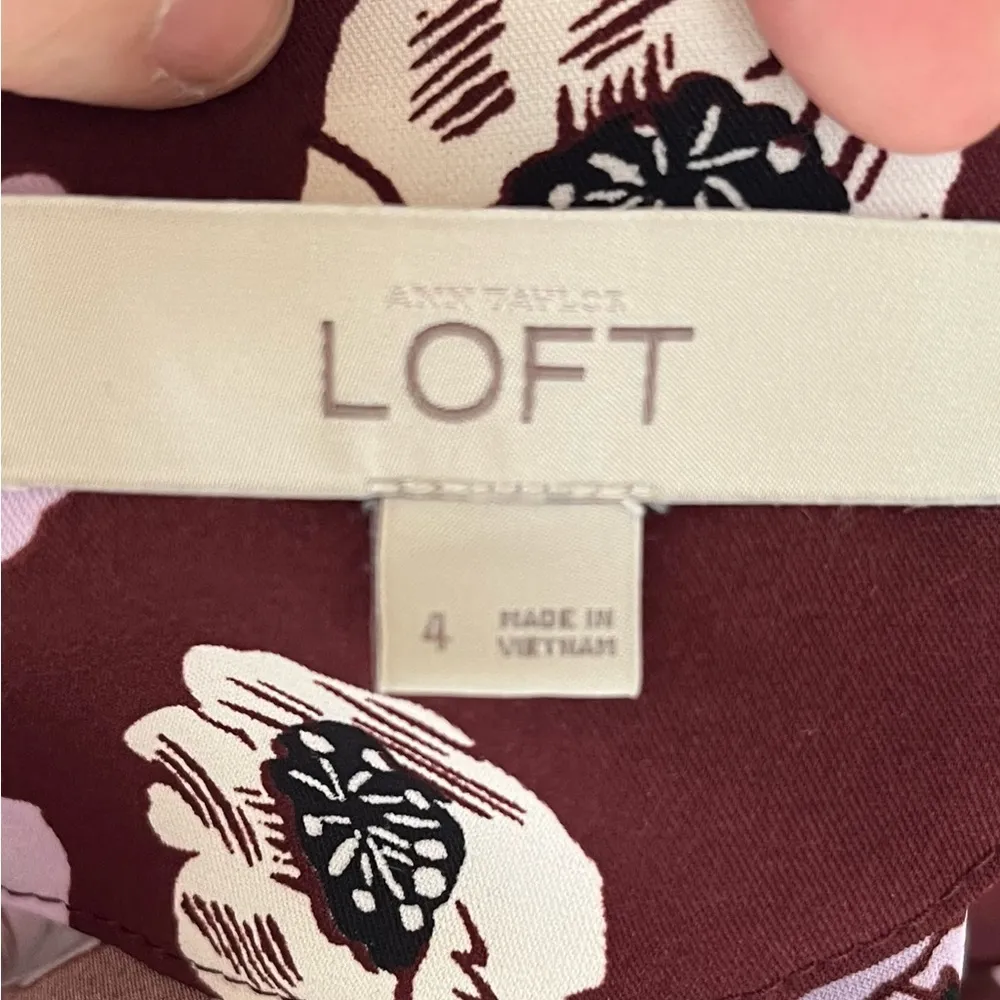 ANN TAYLOR
LOFT
4
MADE IN
VIETNAM